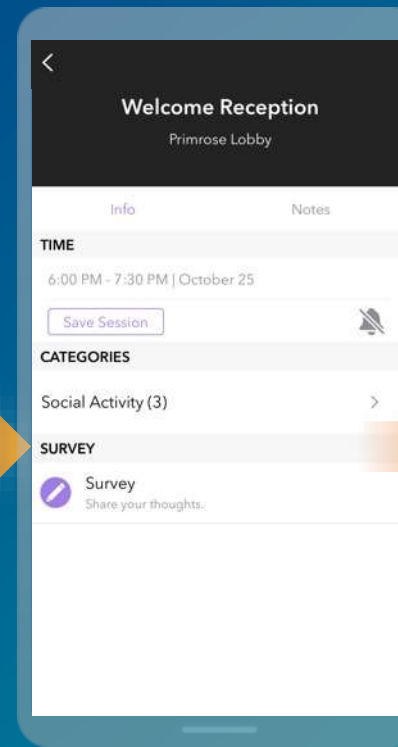 Welcome Reception
Primrose Lobby
Info Notes
TIME
6:00 PM - 7:30 PM | October 25
Save Session
CATEGORIES
Social Activity (3)
SURVEY
Survey
Share your thoughts.